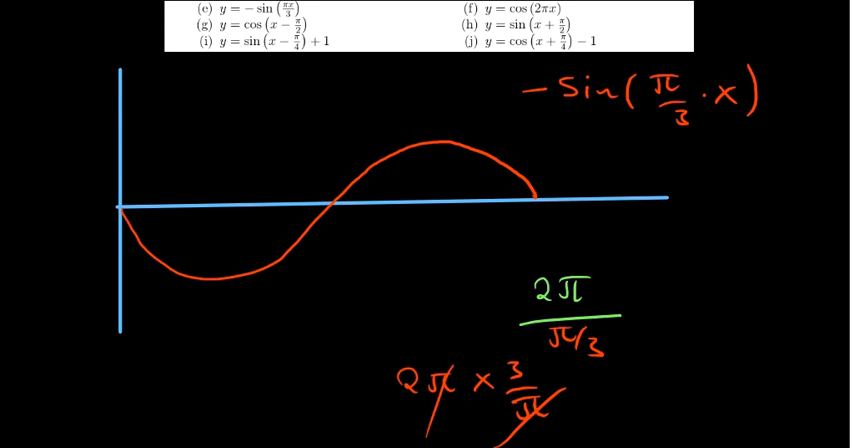 (e) y = − sin (πx/3)
(f) y = cos (2πx)
(g) y = cos (x − π/2)
(h) y = sin (x + π/2)
(i) y = sin (x − π/4) + 1
(j) y = cos (x + π/4) − 1
− Sin( π/3 · x )
2π
π/3
2π × 3/π